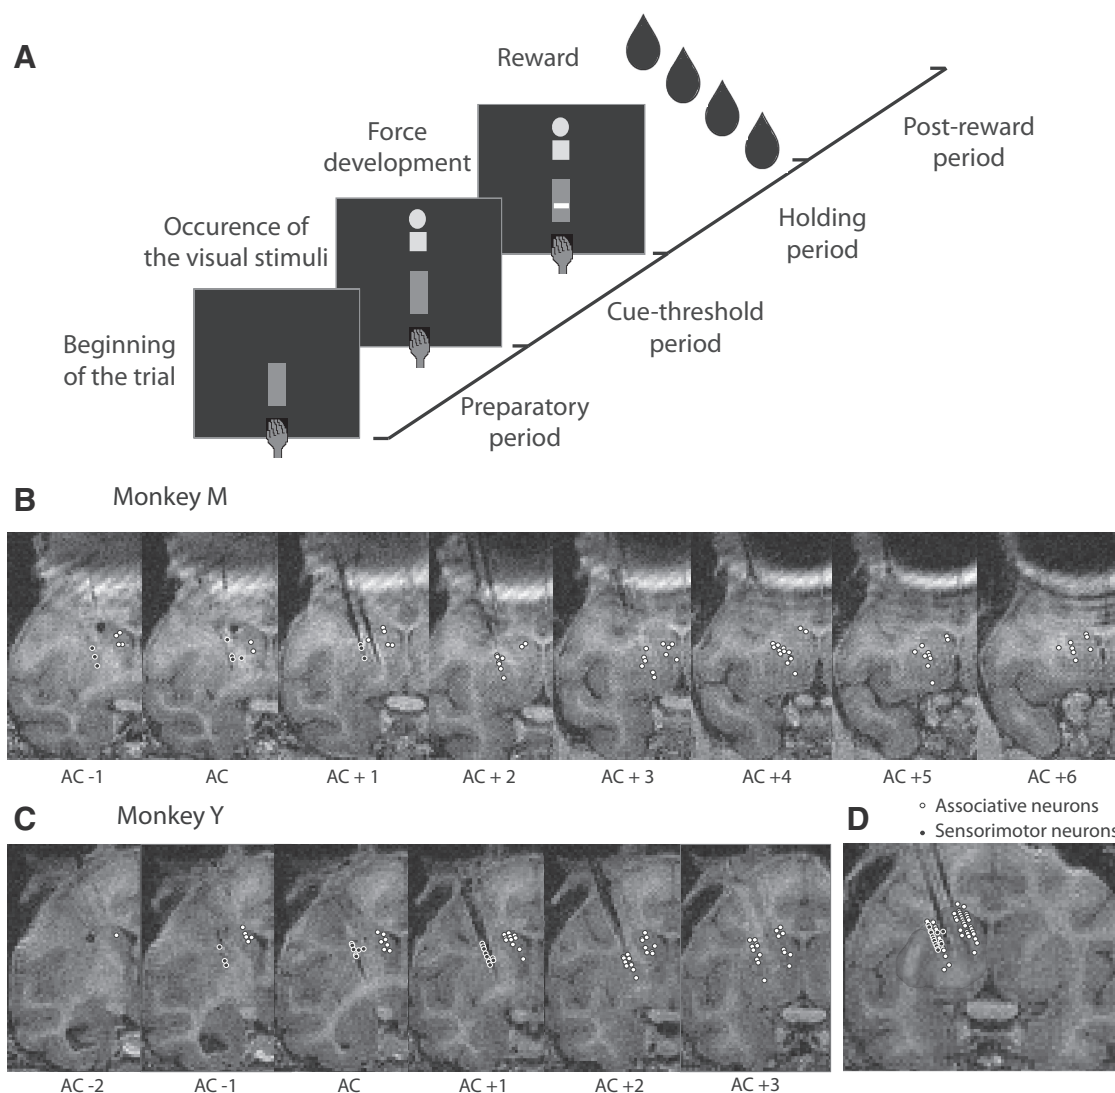 A
Reward
Post-reward
period
Force
development
Holding
period
Occurence of
the visual stimuli
Cue-threshold
period
Beginning
of the trial
Preparatory
period
B
Monkey M
AC -1
AC
AC + 1
AC + 2
AC + 3
AC +4
AC +5
AC +6
C
Monkey Y
D
Associative neurons
Sensorimotor neurons
AC -2
AC -1
AC
AC +1
AC +2
AC +3